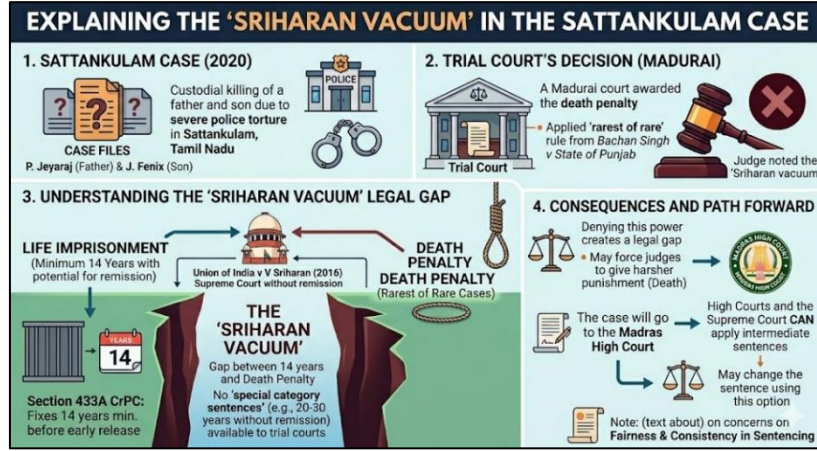 EXPLAINING THE 'SRIHARAN VACUUM' IN THE SATTANKULAM CASE
1. SATTANKULAM CASE (2020)
? ? ?
CASE FILES
Custodial killing of a
father and son due to
severe police torture
in Sattankulam,
Tamil Nadu
POLICE
P. Jeyaraj (Father) & J. Fenix (Son)
2. TRIAL COURT'S DECISION (MADURAI)
Trial Court
A Madurai court awarded
the death penalty
• Applied 'rarest of rare'
rule from Bachan Singh
v State of Punjab
Judge noted the
'Sriharan vacuum
3. UNDERSTANDING THE 'SRIHARAN VACUUM' LEGAL GAP
LIFE IMPRISONMENT
(Minimum 14 Years with
potential for remission)
Union of India v V Sriharan (2016)
Supreme Court without remission
DEATH
PENALTY
DEATH PENALTY
(Rarest of Rare Cases)
YEARS
14
Section 433A CrPC:
Fixes 14 years min.
before early release
THE
'SRIHARAN
VACUUM'
Gap between 14 years
and Death Penalty
No 'special category
sentences' (e.g., 20-30
years without remission)
available to trial courts
4. CONSEQUENCES AND PATH FORWARD
Denying this power
creates a legal gap
• May force judges
to give harsher
punishment (Death)
MADRAS HIGH COUNT
The case will go
to the Madras
High Court
High Courts and the
Supreme Court CAN
apply intermediate
sentences
May change the
sentence using
this option
Note: (text about) on concerns on
Fairness & Consistency in Sentencing